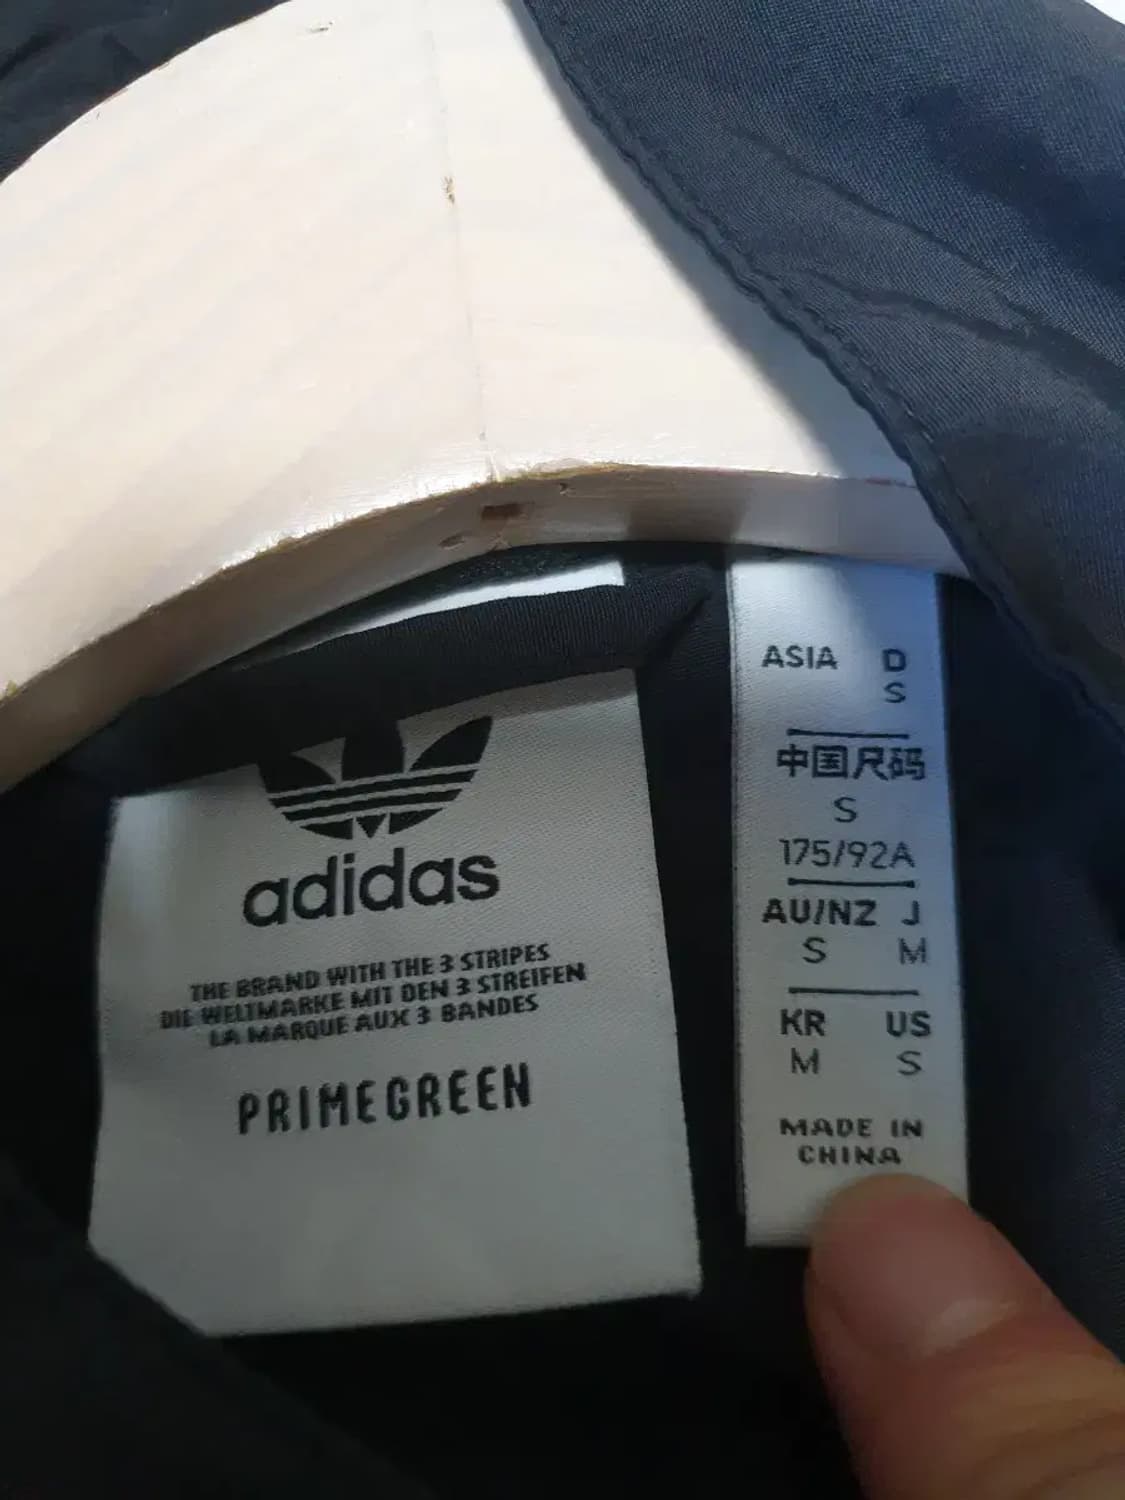 adidas
THE BRAND WITH THE 3 STRIPES
DIE WELTMARKE MIT DEN 3 STREIFEN
LA MARQUE AUX 3 BANDES
PRIMEGREEN
ASIA D
S
中国尺码
S
175/92A
AU/NZ J
S M
KR US
M S
MADE IN
CHINA